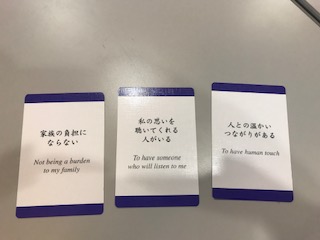 家族の負担に
ならない
Not being a burden
to my family
私の思いを
聴いてくれる
人がいる
To have someone
who will listen to me
人との温かい
つながりがある
To have human touch